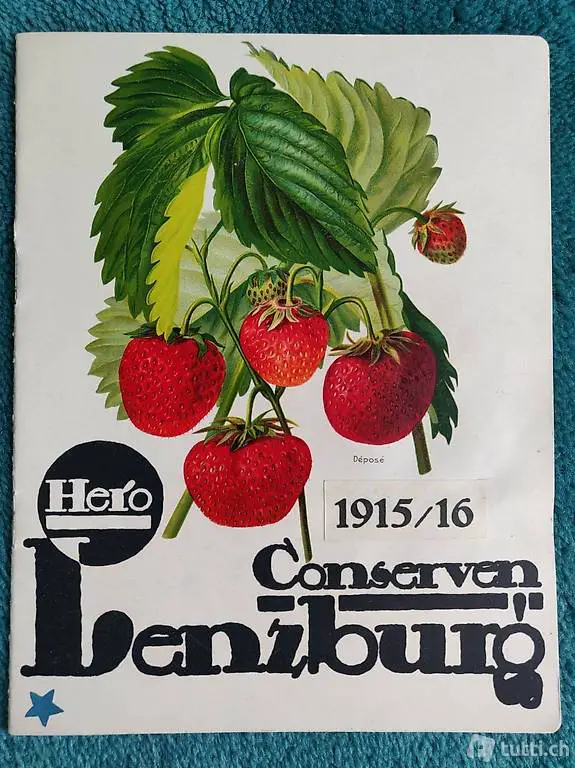 Déposé
Hero
1915/16
Conserven
Lenzburg
tutti.ch